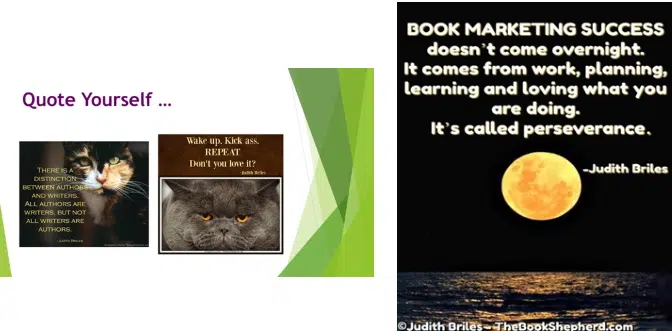 Quote Yourself …
THERE IS A
DISTINCTION
BETWEEN AUTHORS
AND WRITERS.
ALL AUTHORS ARE
WRITERS, BUT NOT
ALL WRITERS ARE
AUTHORS.
-JUDITH BRILES
Wake up. Kick ass.
REPEAT.
Don't you love it?
-Judith Briles
BOOK MARKETING SUCCESS
doesn't come overnight.
It comes from work, planning,
learning and loving what you
are doing.
It's called perseverance.
-Judith Briles
©Judith Briles - TheBookShepherd.com